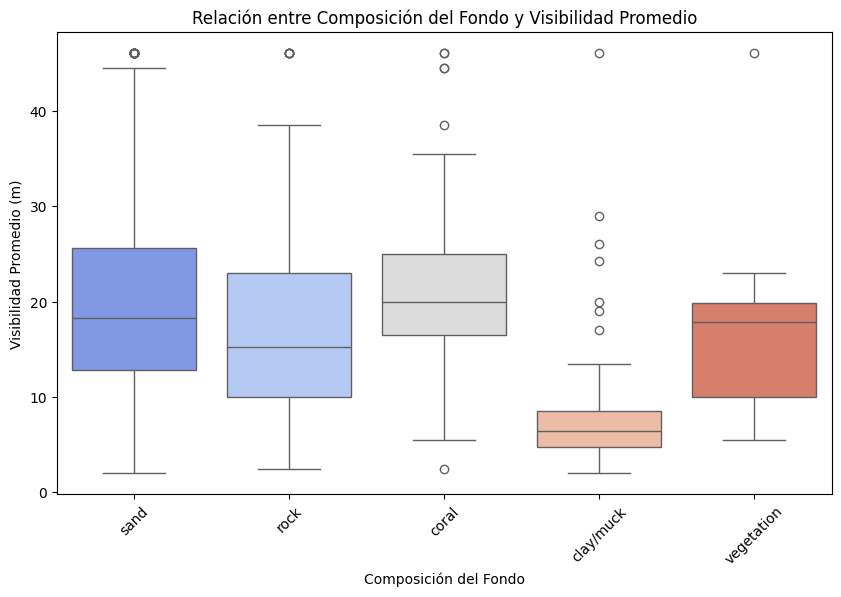 Relación entre Composición del Fondo y Visibilidad Promedio
Visibilidad Promedio (m)
40
30
20
10
0
sand
rock
coral
clay/muck
vegetation
Composición del Fondo